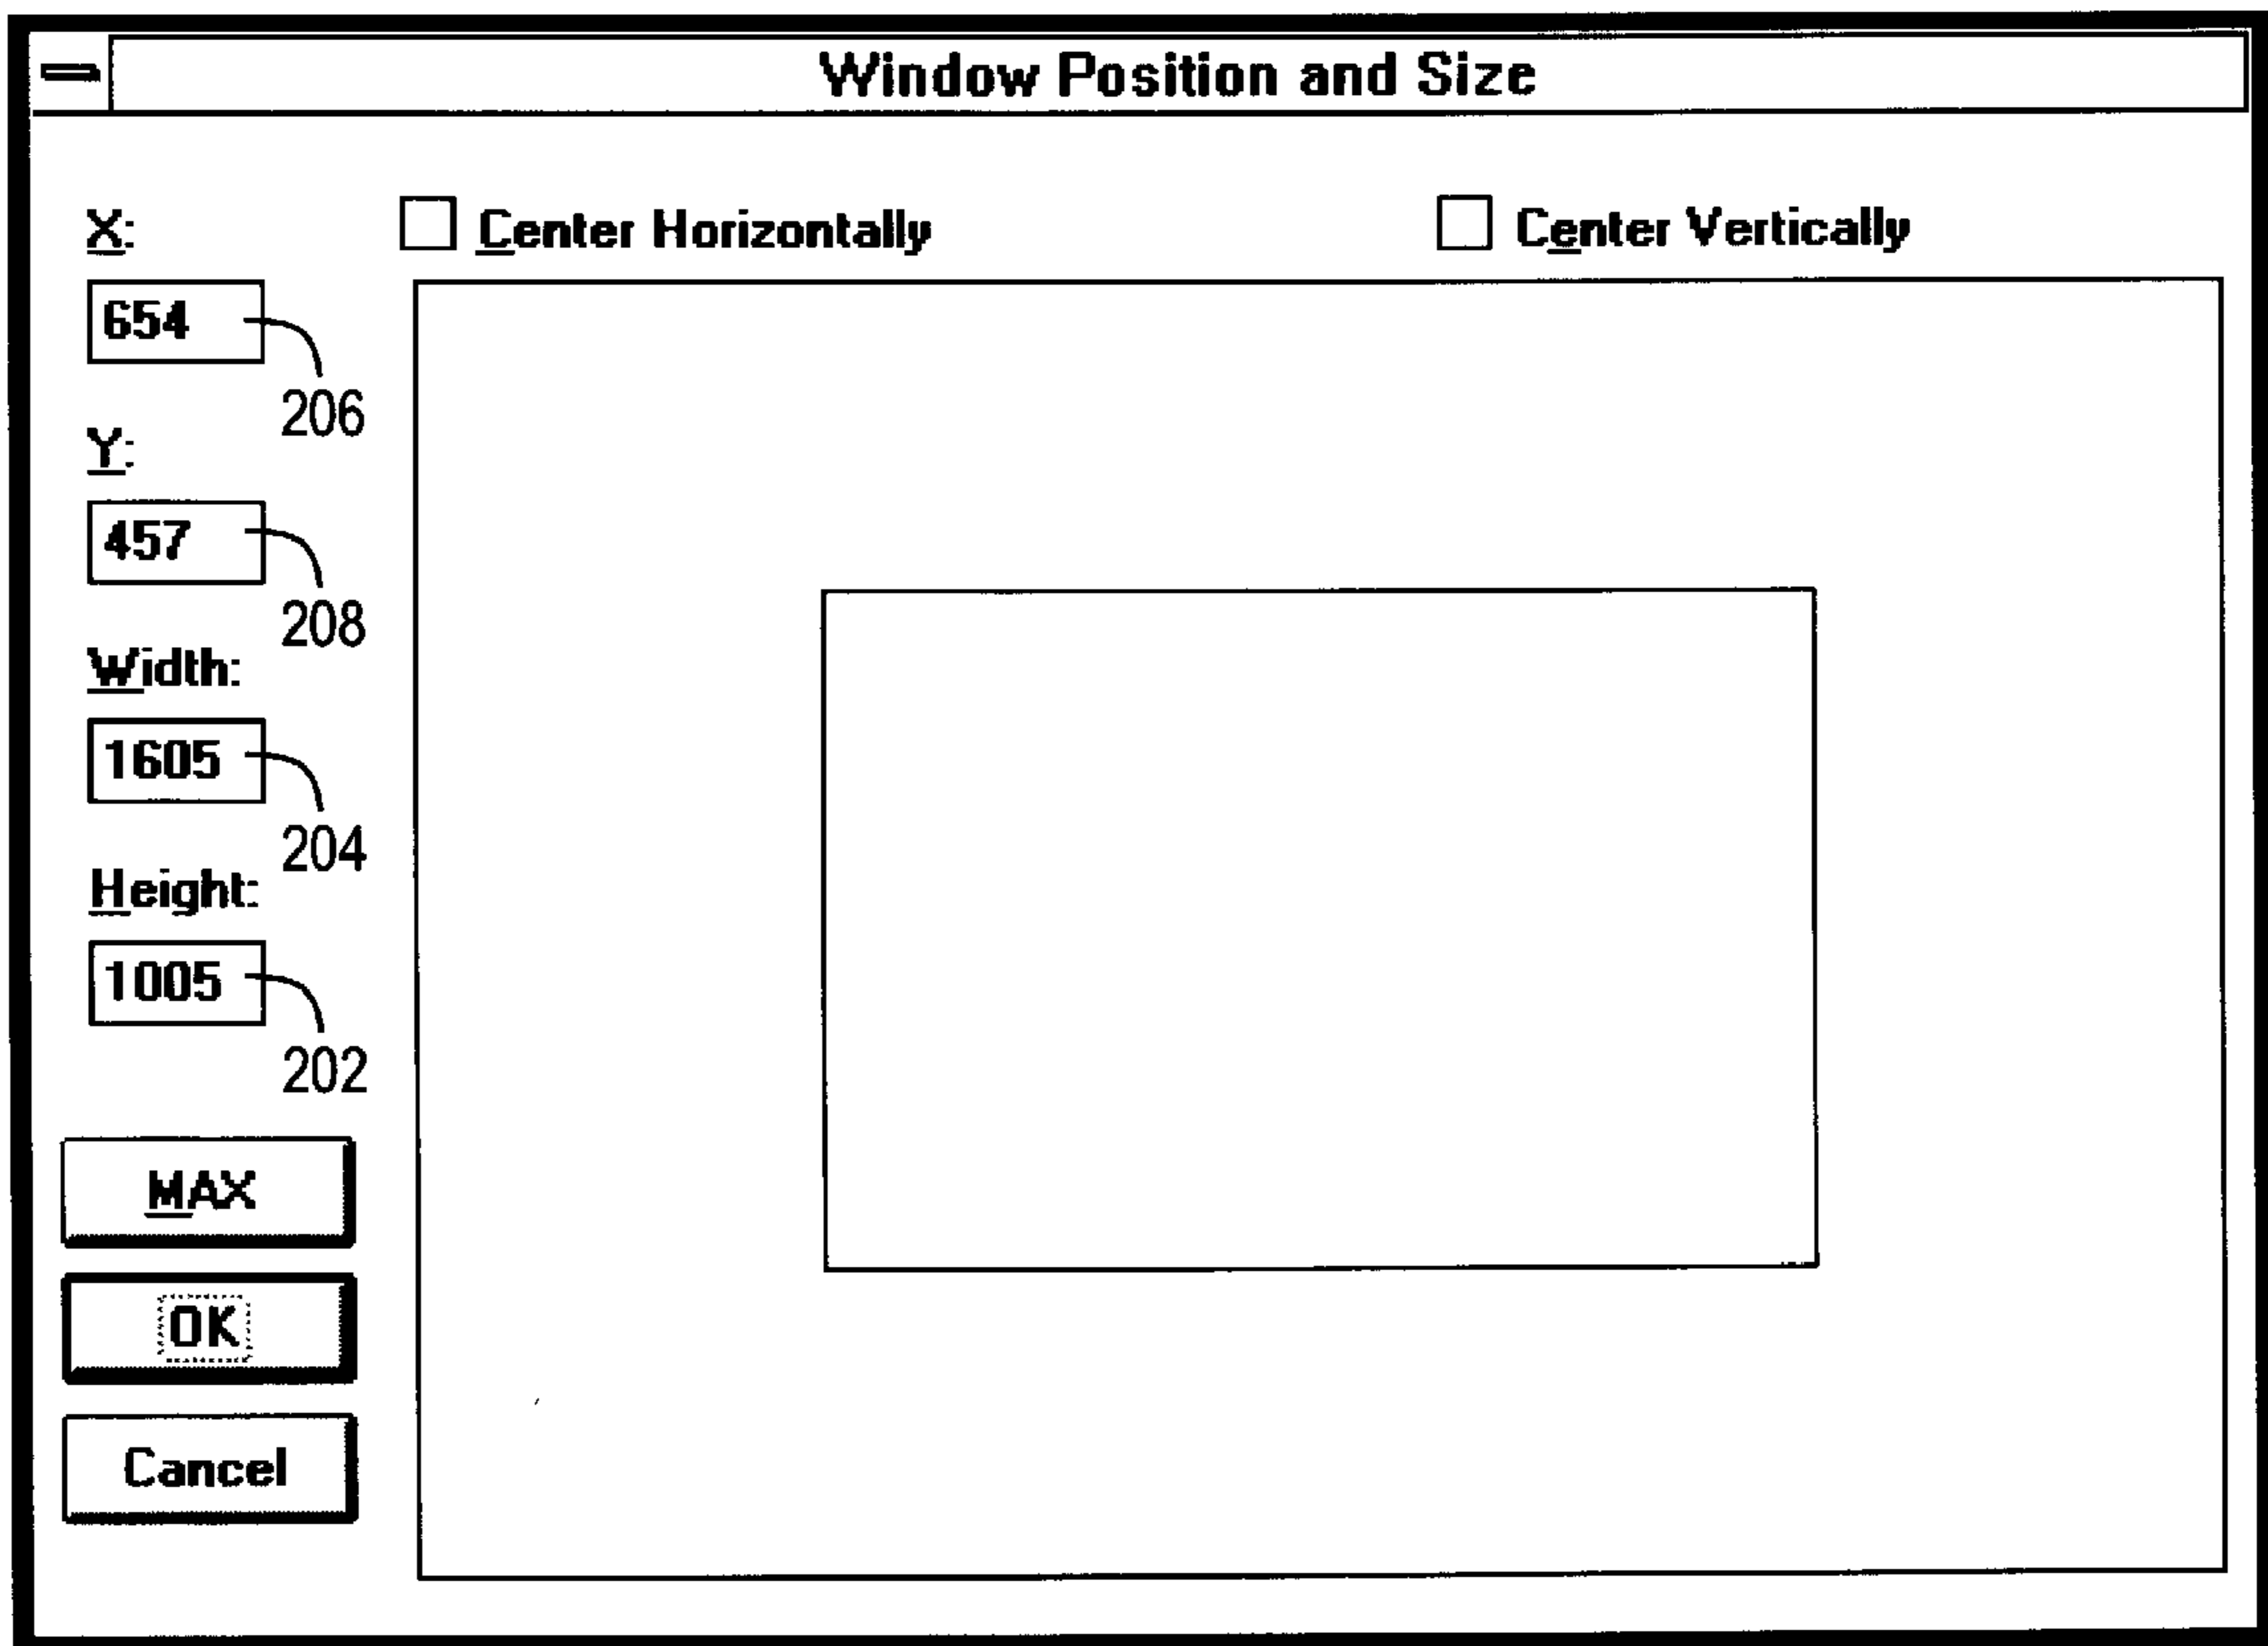 Window Position and Size
X:
Center Horizontally
Center Vertically
654
206
Y:
457
208
Width:
1605
204
Height:
1005
202
MAX
OK
Cancel